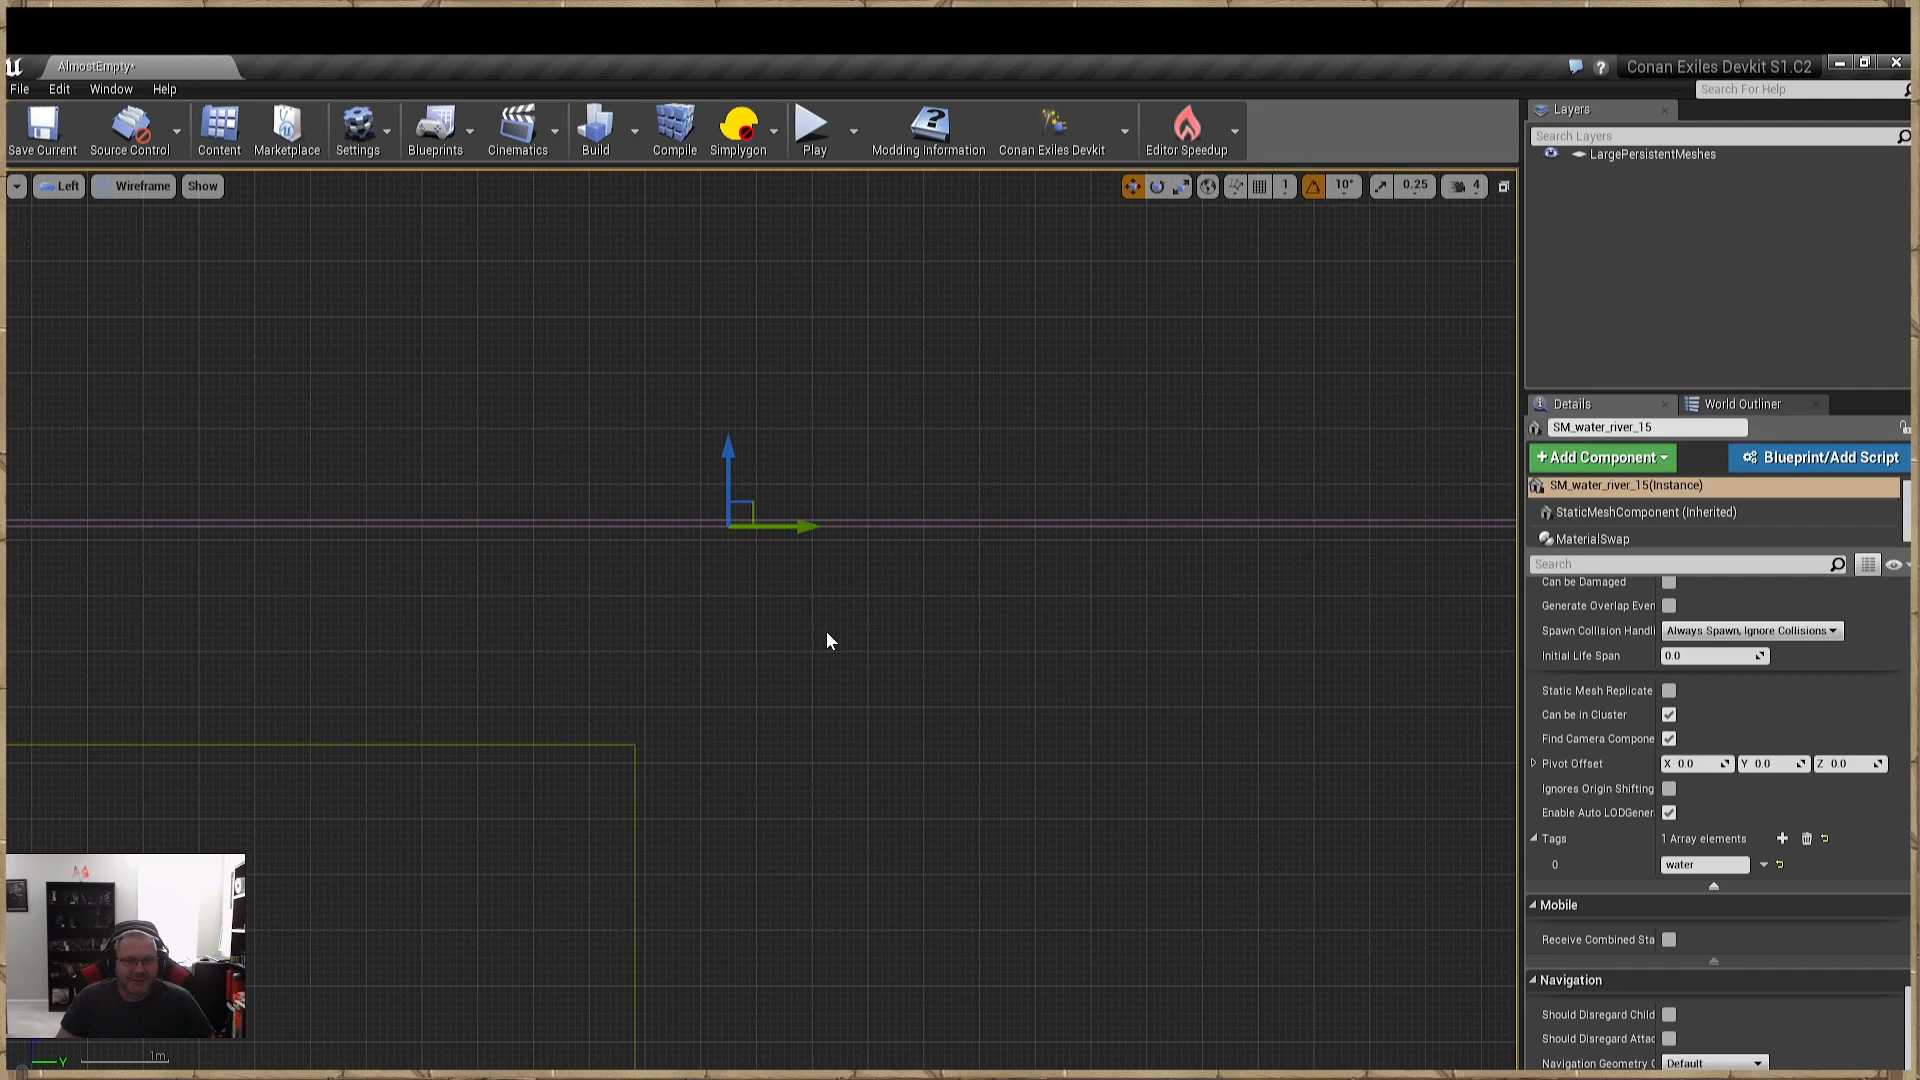 AlmostEmpty*
Conan Exiles Devkit S1.C2
File Edit Window Help
Search For Help
Save Current Source Control Content Marketplace Settings Blueprints Cinematics Build Compile Simplygon Play Modding Information Conan Exiles Devkit Editor Speedup
Layers
Search Layers
LargePersistentMeshes
Left Wireframe Show
1 10° 0.25 4
Details World Outliner
SM_water_river_15
+Add Component Blueprint/Add Script
SM_water_river_15(Instance)
StaticMeshComponent (Inherited)
MaterialSwap
Search
Can be Damaged
Generate Overlap Even
Spawn Collision Handli Always Spawn, Ignore Collisions
Initial Life Span 0.0
Static Mesh Replicate
Can be in Cluster
Find Camera Compone
Pivot Offset X 0.0 Y 0.0 Z 0.0
Ignores Origin Shifting
Enable Auto LODGener
Tags 1 Array elements
0 water
Mobile
Receive Combined Sta
Navigation
Should Disregard Child
Should Disregard Attac
Navigation Geometry G Default
Y 1m